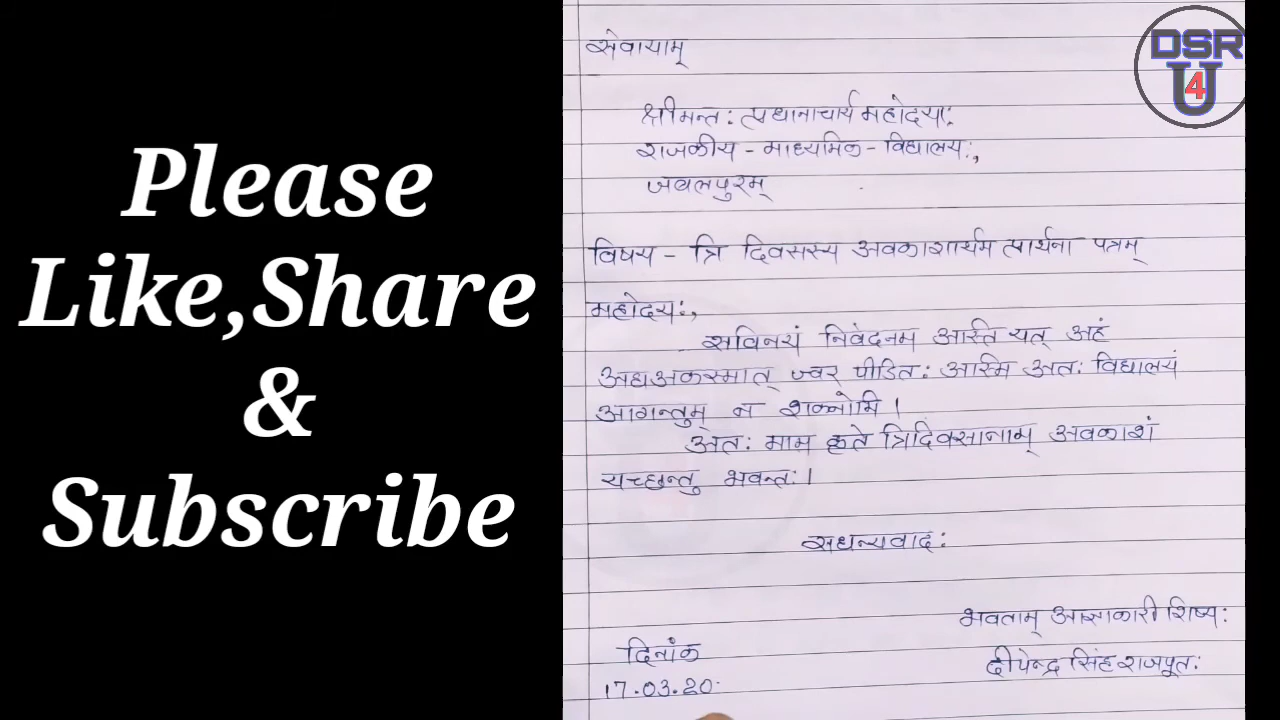 Please
Like,Share
&
Subscribe
DSR
U
4
सेवायाम्
श्रीमन्त: प्रधानाचार्य महोदया:
राजकीय - माध्यमिक - विद्यालय:,
जबलपुरम्
विषय - त्रि दिवसस्य अवकाशार्थम प्रार्थना पत्रम्
महोदय:,
सविनयं निवेदनम अस्ति यत् अहं
अद्यअकस्मात् ज्वर पीडित: अस्मि अत: विद्यालयं
आगन्तुम् न शक्नोमि ।
अत: माम कृते त्रिदिवसानाम् अवकाशं
यच्छन्तु भवन्त: ।
सधन्यवाद:
भवताम् आज्ञाकारी शिष्य:
दिनांक
दीपेन्द्र सिंह राजपूत:
17.03.20